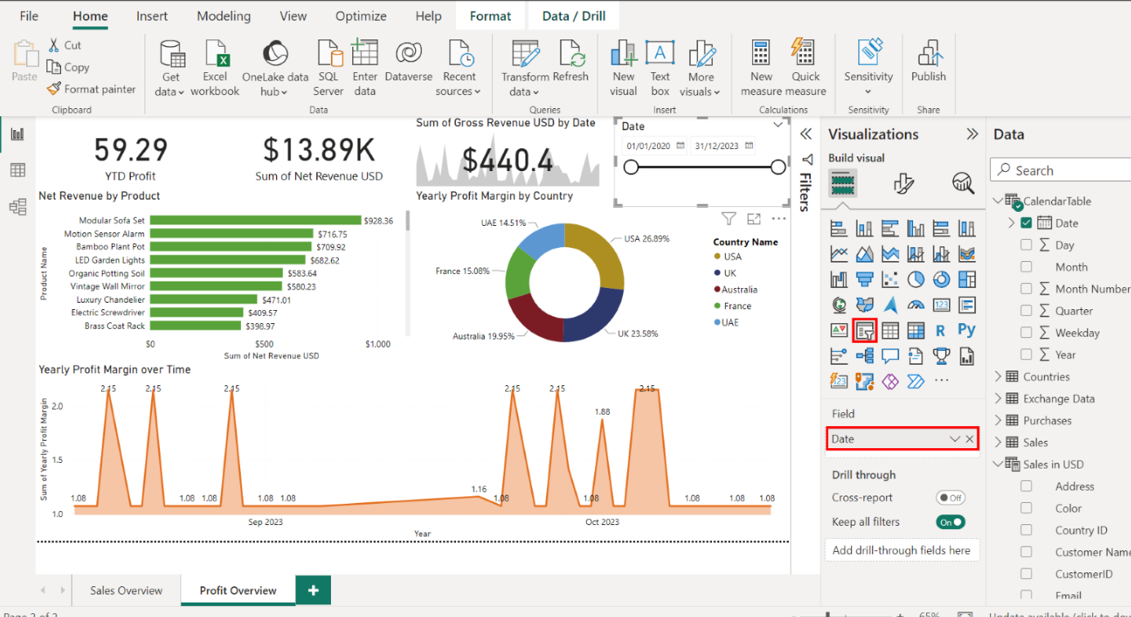 File Home Insert Modeling View Optimize Help Format Data / Drill
Paste
Cut
Copy
Format painter
Clipboard
Get data
Excel workbook
OneLake data hub
SQL Server
Enter data
Dataverse
Recent sources
Data
Transform data
Refresh
Queries
New visual
Text box
More visuals
Insert
New measure
Quick measure
Calculations
Sensitivity
Sensitivity
Publish
Share
59.29
YTD Profit
$13.89K
Sum of Net Revenue USD
Sum of Gross Revenue USD by Date
$440.4
Date
01/01/2020 31/12/2023
Net Revenue by Product
Product Name
Modular Sofa Set $928.36
Motion Sensor Alarm $716.75
Bamboo Plant Pot $709.92
LED Garden Lights $682.62
Organic Potting Soil $583.64
Vintage Wall Mirror $580.23
Luxury Chandelier $471.01
Electric Screwdriver $409.57
Brass Coat Rack $398.97
$0 $500 $1.000
Sum of Net Revenue USD
Yearly Profit Margin by Country
UAE 14.51%
USA 26.89%
France 15.08%
Australia 19.95%
UK 23.58%
Country Name
USA
UK
Australia
France
UAE
Yearly Profit Margin over Time
Sum of Yearly Profit Margin
2.0
1.5
1.0
2.15 2.15 2.15 2.15 2.15 2.15
1.88
1.16
1.08 1.08 1.08 1.08 1.08 1.08 1.08 1.08 1.08 1.08
Sep 2023 Oct 2023
Year
Sales Overview Profit Overview +
Page 2 of 2
65%
Filters
Visualizations
Build visual
R Py
Field
Date
Drill through
Cross-report Off
Keep all filters On
Add drill-through fields here
Data
Search
CalendarTable
Date
Day
Month
Month Number
Quarter
Weekday
Year
Countries
Exchange Data
Purchases
Sales
Sales in USD
Address
Color
Country ID
Customer Name
CustomerID
Email
Update available (click to dow